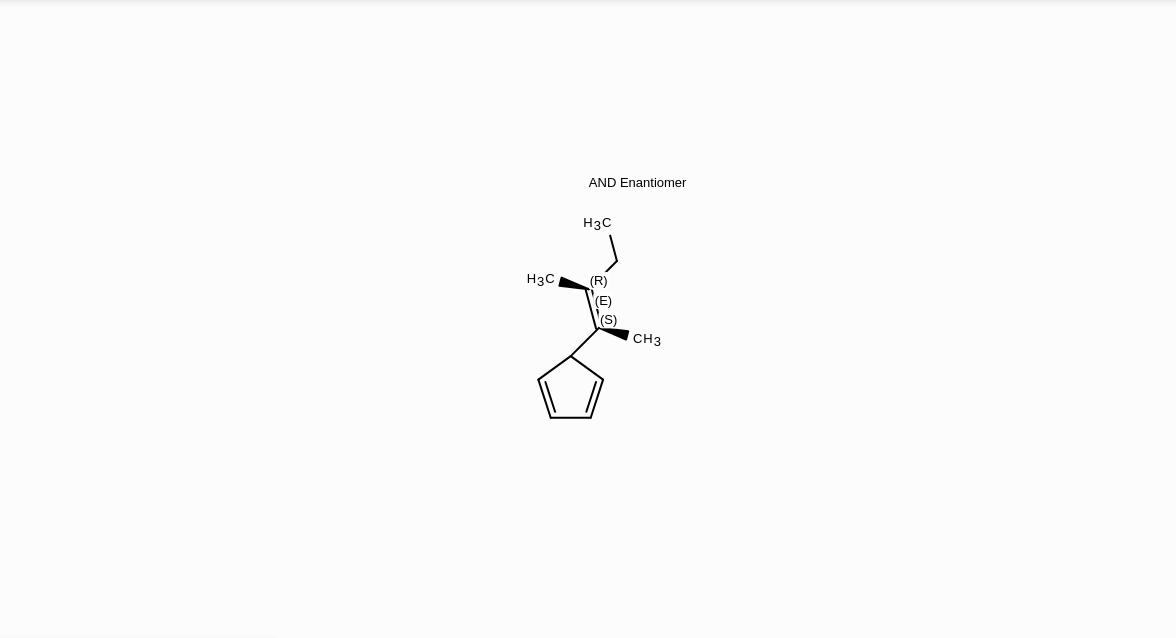 AND Enantiomer
H3C
H3C
(R)
(E)
(S)
CH3